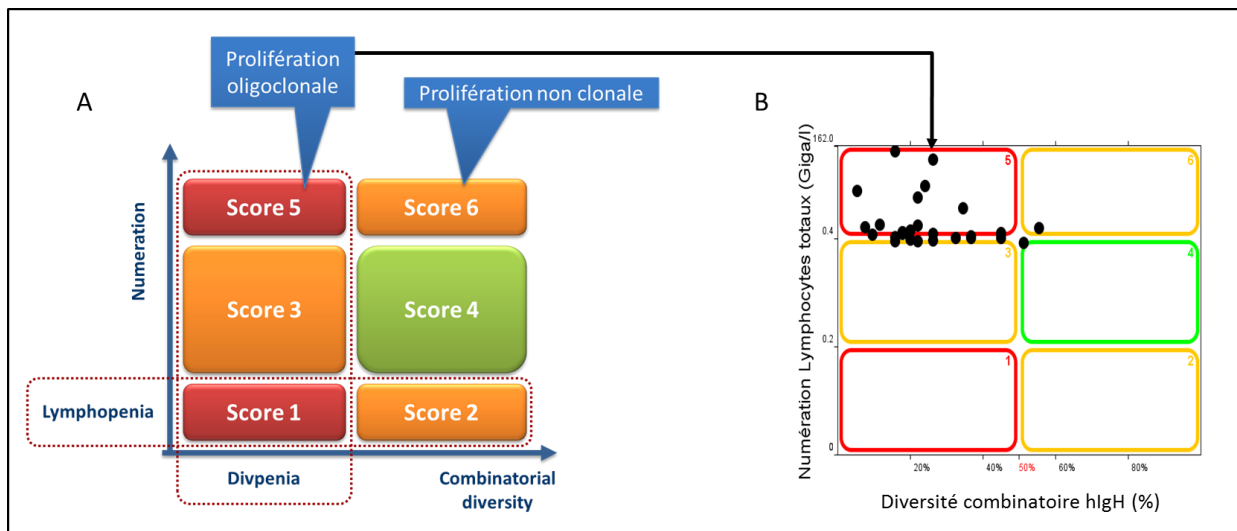 Prolifération
oligoclonale
Prolifération non clonale
A
B
Numeration
Score 5
Score 6
Score 3
Score 4
Lymphopenia
Score 1
Score 2
Divpenia
Combinatorial
diversity
Numération Lymphocytes totaux (Giga/l)
162.0
0.4
0.2
0
5
6
3
4
1
2
20%
40%
50%
60%
80%
Diversité combinatoire hIgH (%)